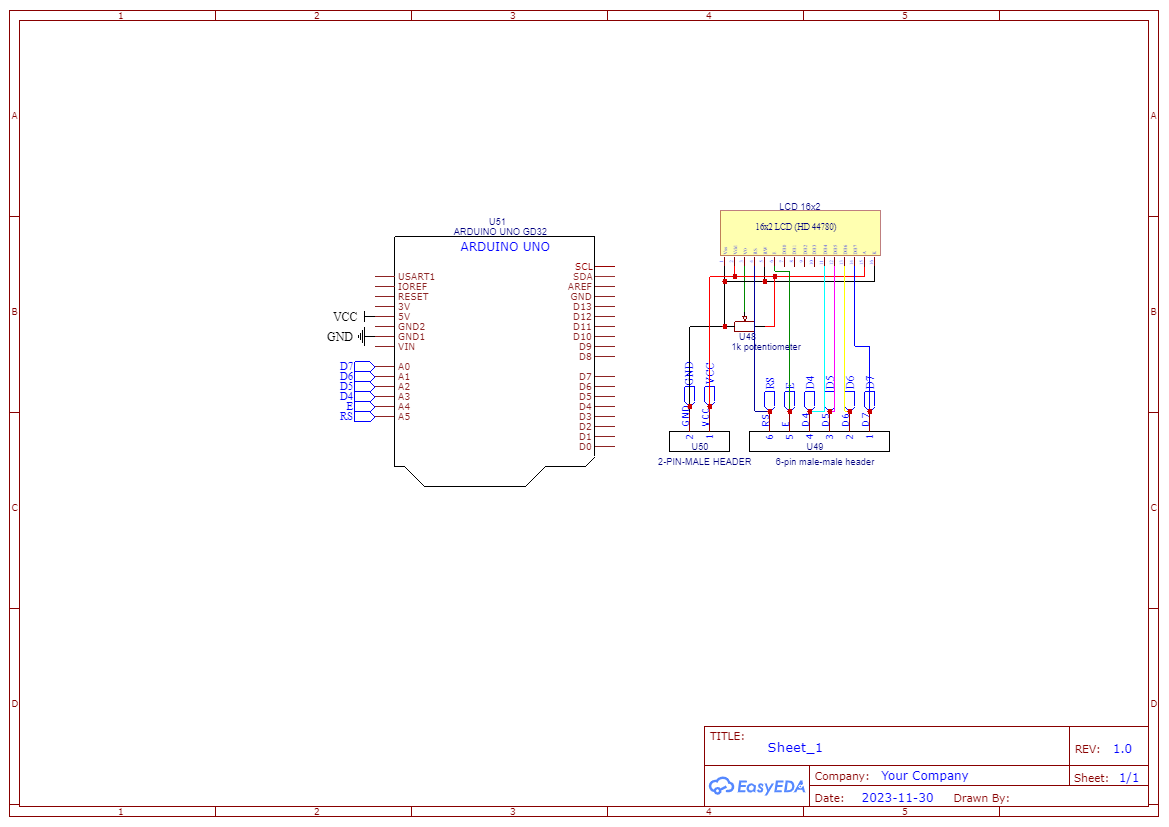 1 2 3 4 5
A A
B B
C C
D D
LCD 16x2
16x2 LCD (HD 44780)
U51
ARDUINO UNO GD32
ARDUINO UNO
USART1
IOREF
RESET
3V
5V
GND2
GND1
VIN
A0
A1
A2
A3
A4
A5
VCC
GND
D7
D6
D5
D4
E
RS
SCL
SDA
AREF
GND
D13
D12
D11
D10
D9
D8
D7
D6
D5
D4
D3
D2
D1
D0
U48
1k potentiometer
GND VCC RS E D4 D5 D6 D7
GND VCC RS E D4 D5 D6 D7
2 1 6 5 4 3 2 1
U50 U49
2-PIN-MALE HEADER 6-pin male-male header
TITLE:
Sheet_1
REV: 1.0
EasyEDA
Company: Your Company
Sheet: 1/1
Date: 2023-11-30 Drawn By:
1 2 3 4 5